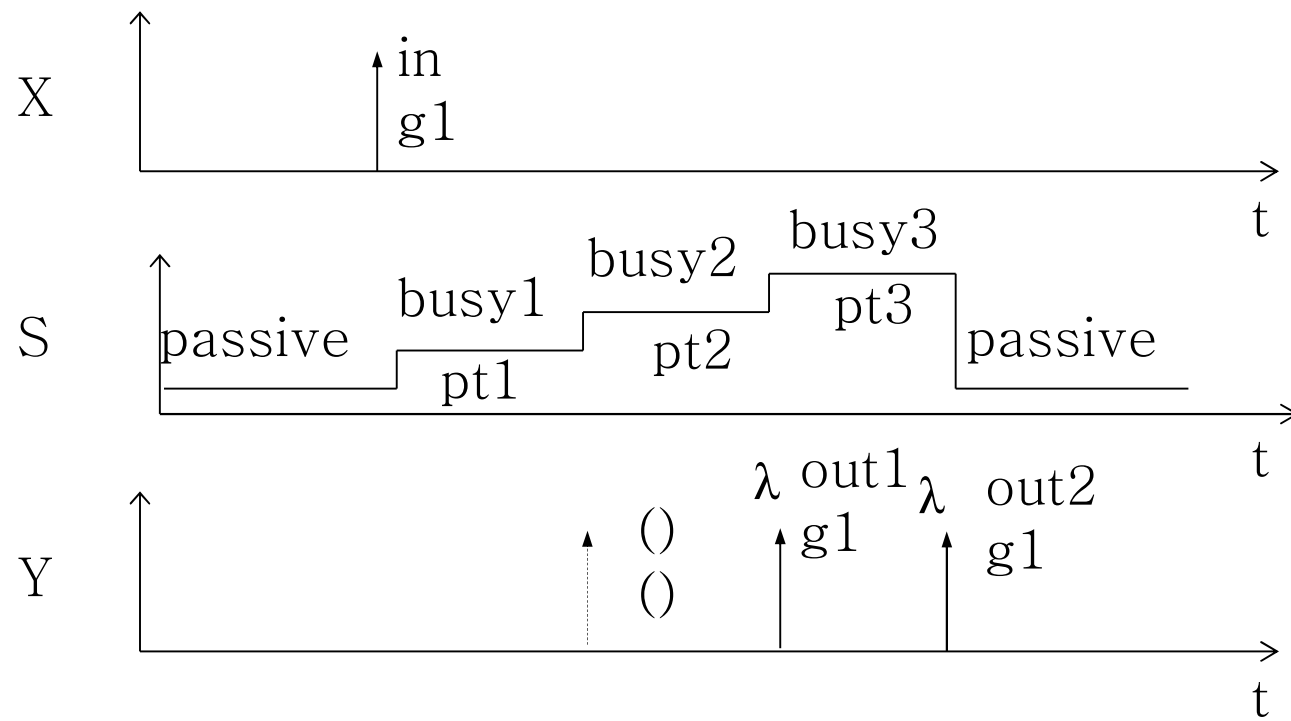 X
in
g1
t
S
passive
busy1
pt1
busy2
pt2
busy3
pt3
passive
t
Y
()
()
λ out1
g1
λ out2
g1
t